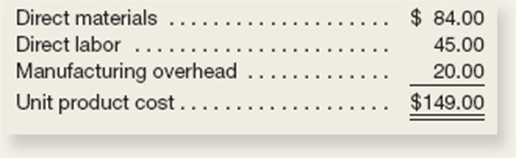 Direct materials ..................... $ 84.00
Direct labor ........................ 45.00
Manufacturing overhead ............. 20.00
Unit product cost................... $149.00